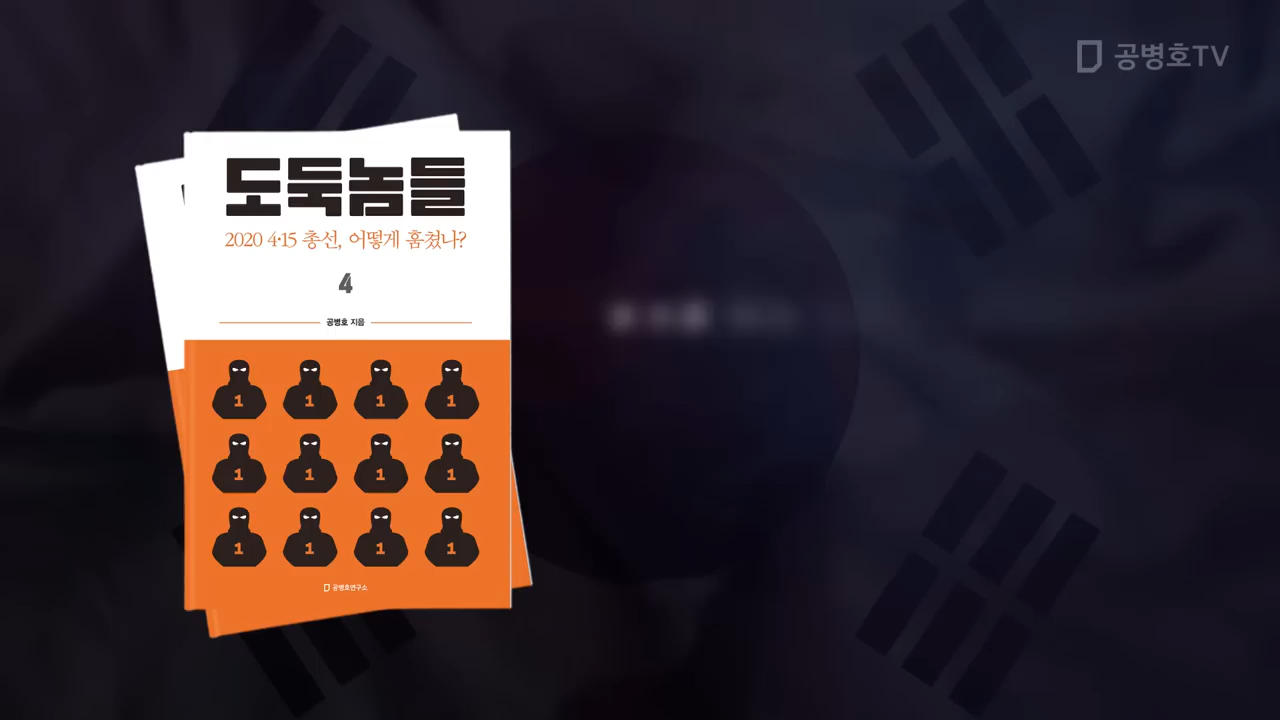 공병호TV
도둑놈들
2020 4·15 총선, 어떻게 훔쳤나?
4
공병호 지음
1 1 1 1
1 1 1 1
1 1 1 1
공병호연구소